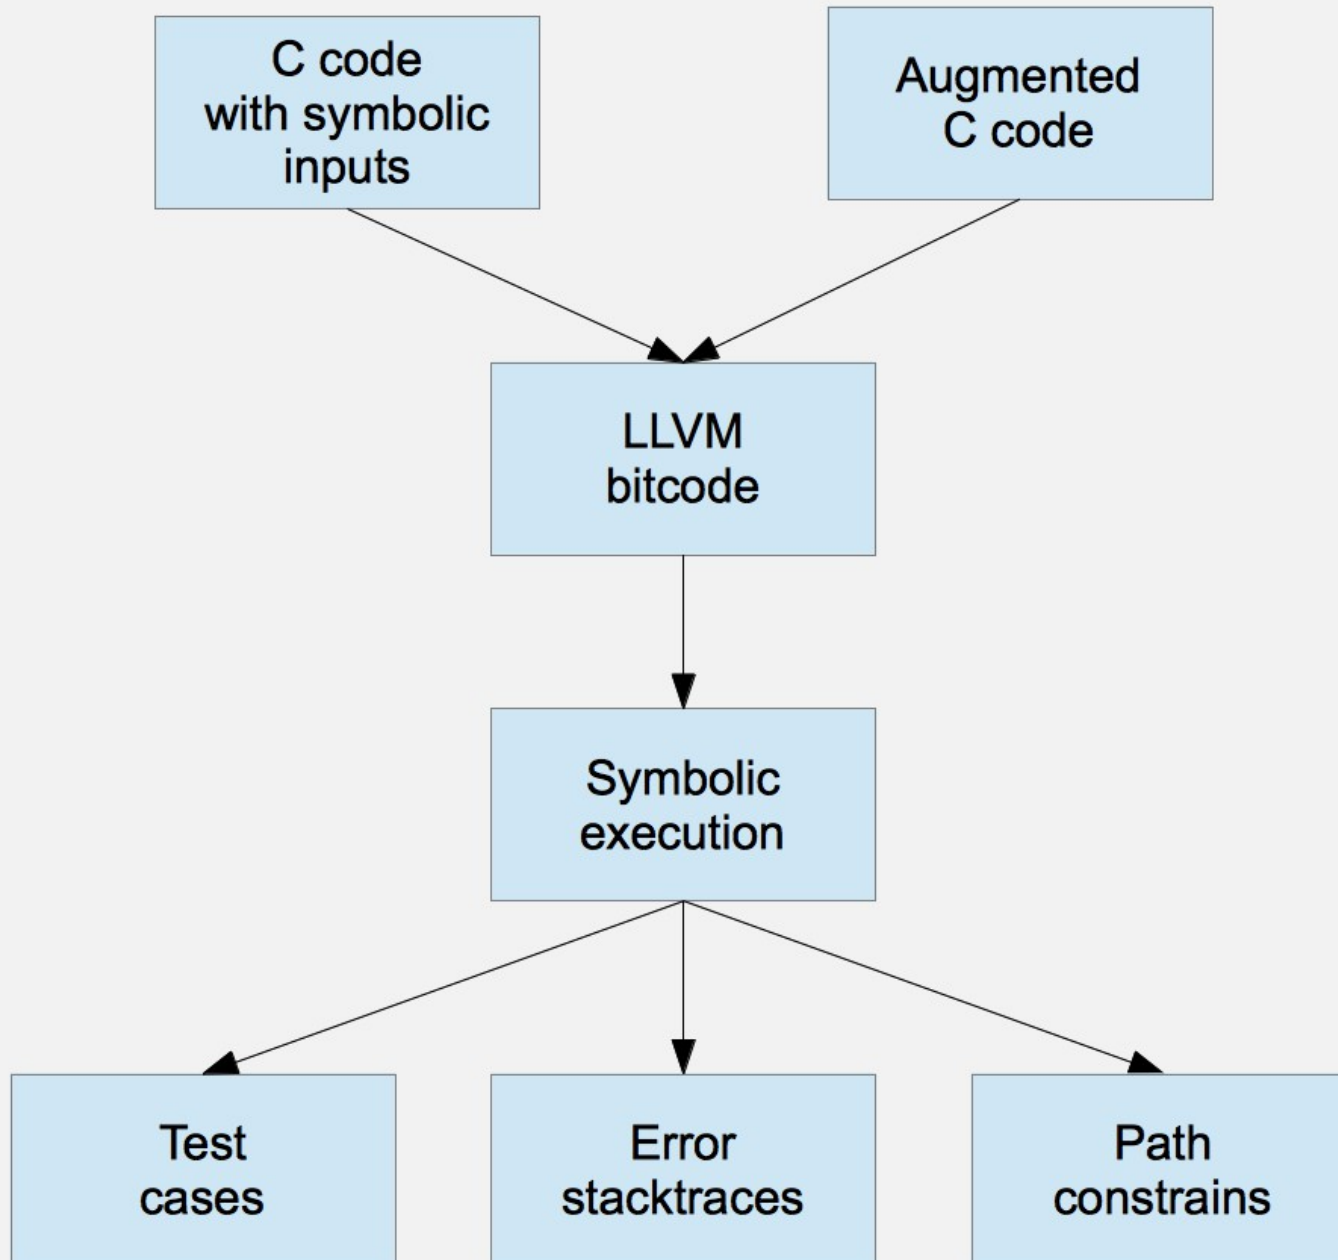 C code
with symbolic
inputs
Augmented
C code
LLVM
bitcode
Symbolic
execution
Test
cases
Error
stacktraces
Path
constrains